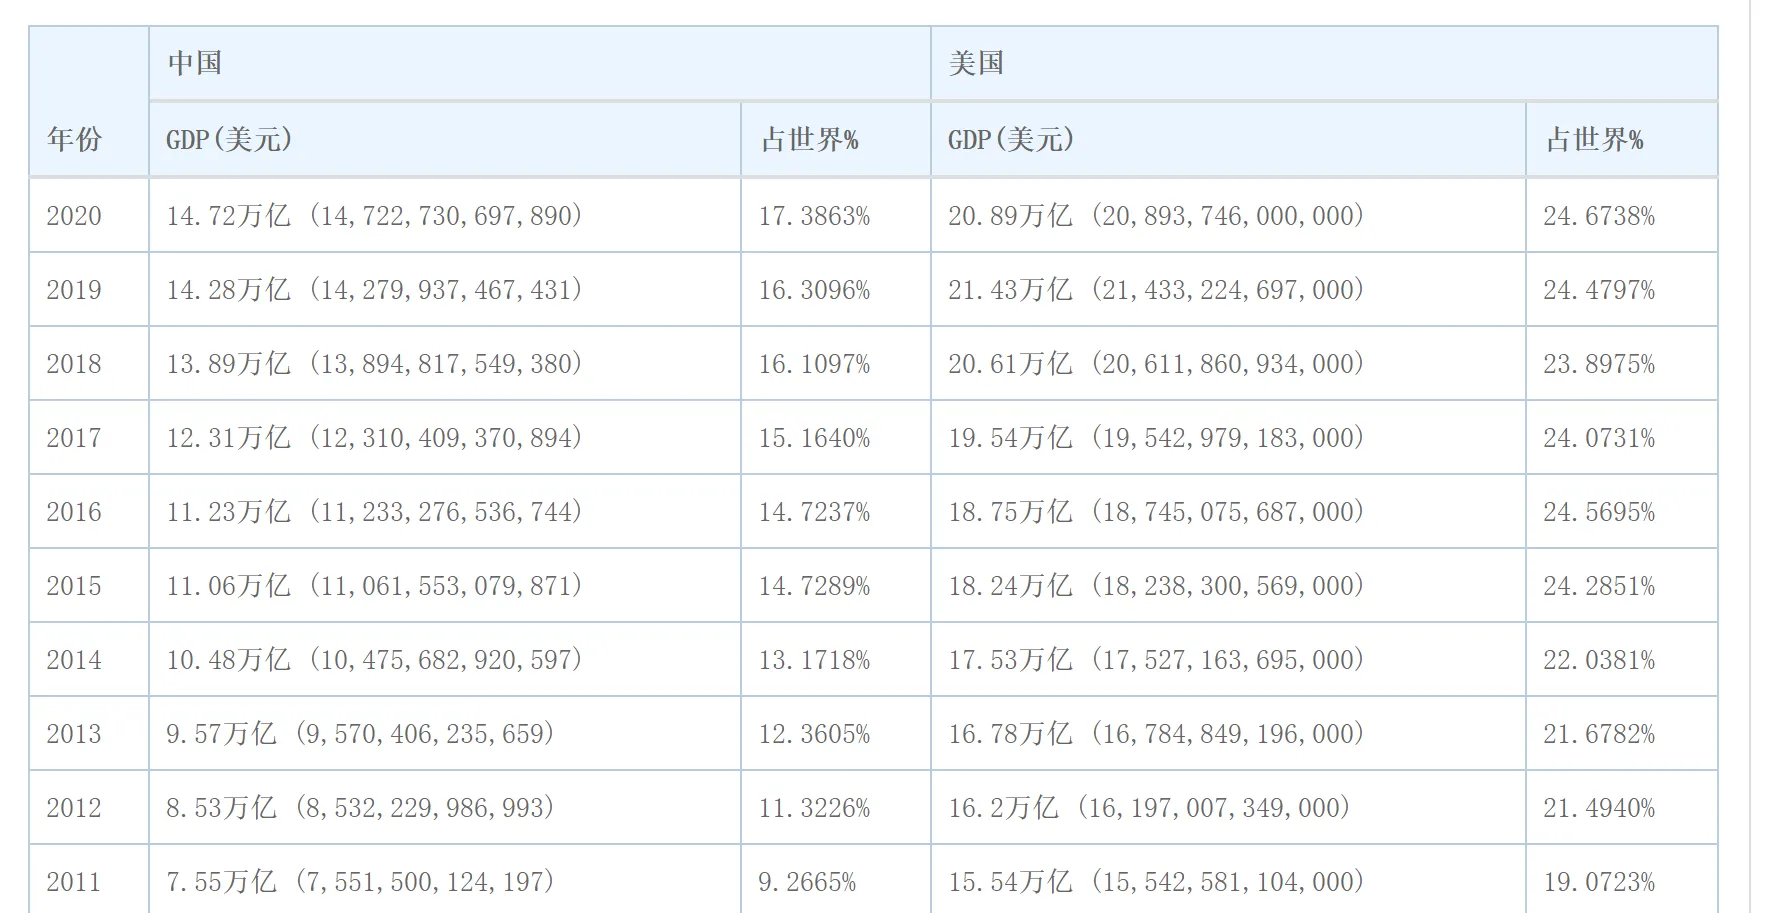 中国 美国
年份 GDP(美元) 占世界% GDP(美元) 占世界%
2020 14.72万亿 (14,722,730,697,890) 17.3863% 20.89万亿 (20,893,746,000,000) 24.6738%
2019 14.28万亿 (14,279,937,467,431) 16.3096% 21.43万亿 (21,433,224,697,000) 24.4797%
2018 13.89万亿 (13,894,817,549,380) 16.1097% 20.61万亿 (20,611,860,934,000) 23.8975%
2017 12.31万亿 (12,310,409,370,894) 15.1640% 19.54万亿 (19,542,979,183,000) 24.0731%
2016 11.23万亿 (11,233,276,536,744) 14.7237% 18.75万亿 (18,745,075,687,000) 24.5695%
2015 11.06万亿 (11,061,553,079,871) 14.7289% 18.24万亿 (18,238,300,569,000) 24.2851%
2014 10.48万亿 (10,475,682,920,597) 13.1718% 17.53万亿 (17,527,163,695,000) 22.0381%
2013 9.57万亿 (9,570,406,235,659) 12.3605% 16.78万亿 (16,784,849,196,000) 21.6782%
2012 8.53万亿 (8,532,229,986,993) 11.3226% 16.2万亿 (16,197,007,349,000) 21.4940%
2011 7.55万亿 (7,551,500,124,197) 9.2665% 15.54万亿 (15,542,581,104,000) 19.0723%